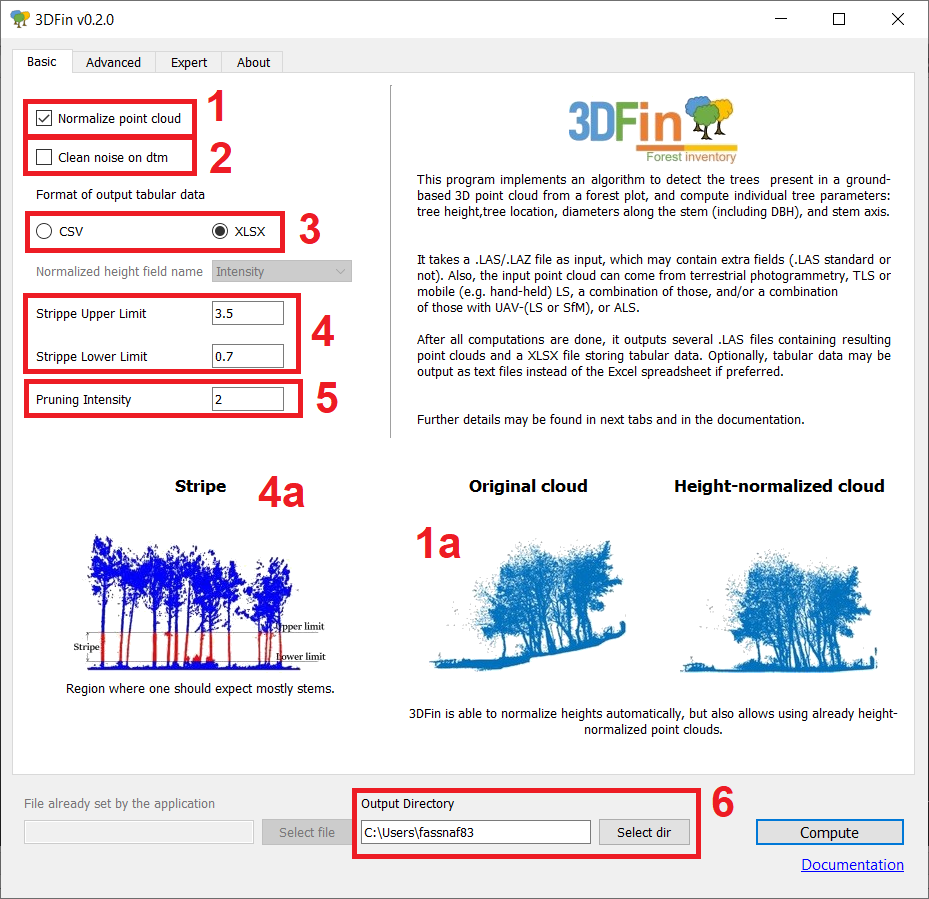 3DFin v0.2.0
Basic Advanced Expert About
Normalize point cloud
1
Clean noise on dtm
2
Format of output tabular data
CSV XLSX
3
Normalized height field name Intensity
Strippe Upper Limit 3.5
4
Strippe Lower Limit 0.7
Pruning Intensity 2
5
3DFin
Forest inventory
This program implements an algorithm to detect the trees present in a ground-
based 3D point cloud from a forest plot, and compute individual tree parameters:
tree height,tree location, diameters along the stem (including DBH), and stem axis.
It takes a .LAS/.LAZ file as input, which may contain extra fields (.LAS standard or
not). Also, the input point cloud can come from terrestrial photogrammetry, TLS or
mobile (e.g. hand-held) LS, a combination of those, and/or a combination
of those with UAV-(LS or SfM), or ALS.
After all computations are done, it outputs several .LAS files containing resulting
point clouds and a XLSX file storing tabular data. Optionally, tabular data may be
output as text files instead of the Excel spreadsheet if preferred.
Further details may be found in next tabs and in the documentation.
Stripe
4a
Upper limit
Stripe
Lower limit
Region where one should expect mostly stems.
Original cloud
Height-normalized cloud
1a
3DFin is able to normalize heights automatically, but also allows using already height-
normalized point clouds.
File already set by the application
Select file
Output Directory
6
C:\Users\fassnaf83
Select dir
Compute
Documentation